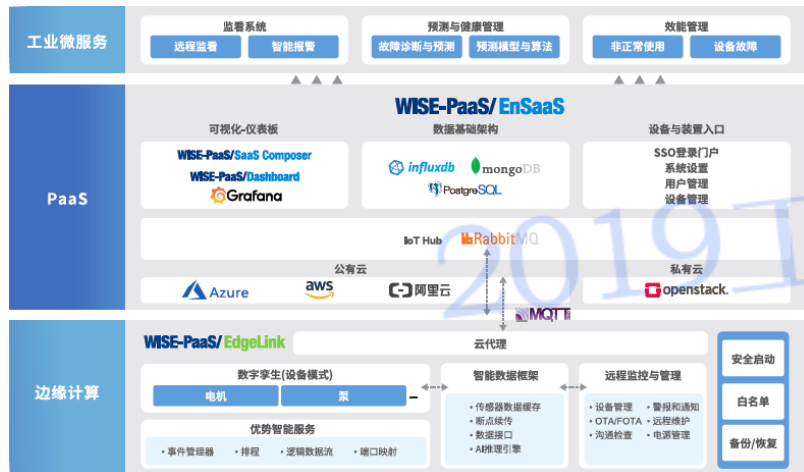 工业微服务
监看系统
远程监看 智能报警
预测与健康管理
故障诊断与预测 预测模型与算法
效能管理
非正常使用 设备故障
PaaS
WISE-PaaS/EnSaaS
可视化-仪表板
WISE-PaaS/SaaS Composer
WISE-PaaS/Dashboard
Grafana
数据基础架构
influxdb mongoDB
PostgreSQL
设备与装置入口
SSO登录门户
系统设置
用户管理
设备管理
IoT Hub RabbitMQ
公有云
Azure aws 阿里云
私有云
openstack.
MQTT
边缘计算
WISE-PaaS/EdgeLink
云代理
数字孪生(设备模式)
电机 泵
优势智能服务
·事件管理器 ·排程 ·逻辑数据流 ·端口映射
智能数据框架
·传感器数据缓存
·断点续传
·数据接口
·AI推理引擎
远程监控与管理
·设备管理 ·警报和通知
·OTA/FOTA ·远程维护
·沟通检查 ·电源管理
安全启动
白名单
备份/恢复
2019